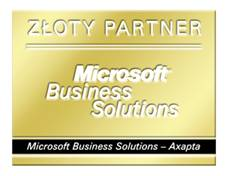 ZŁOTY PARTNER
Microsoft
Business
Solutions
Microsoft Business Solutions – Axapta